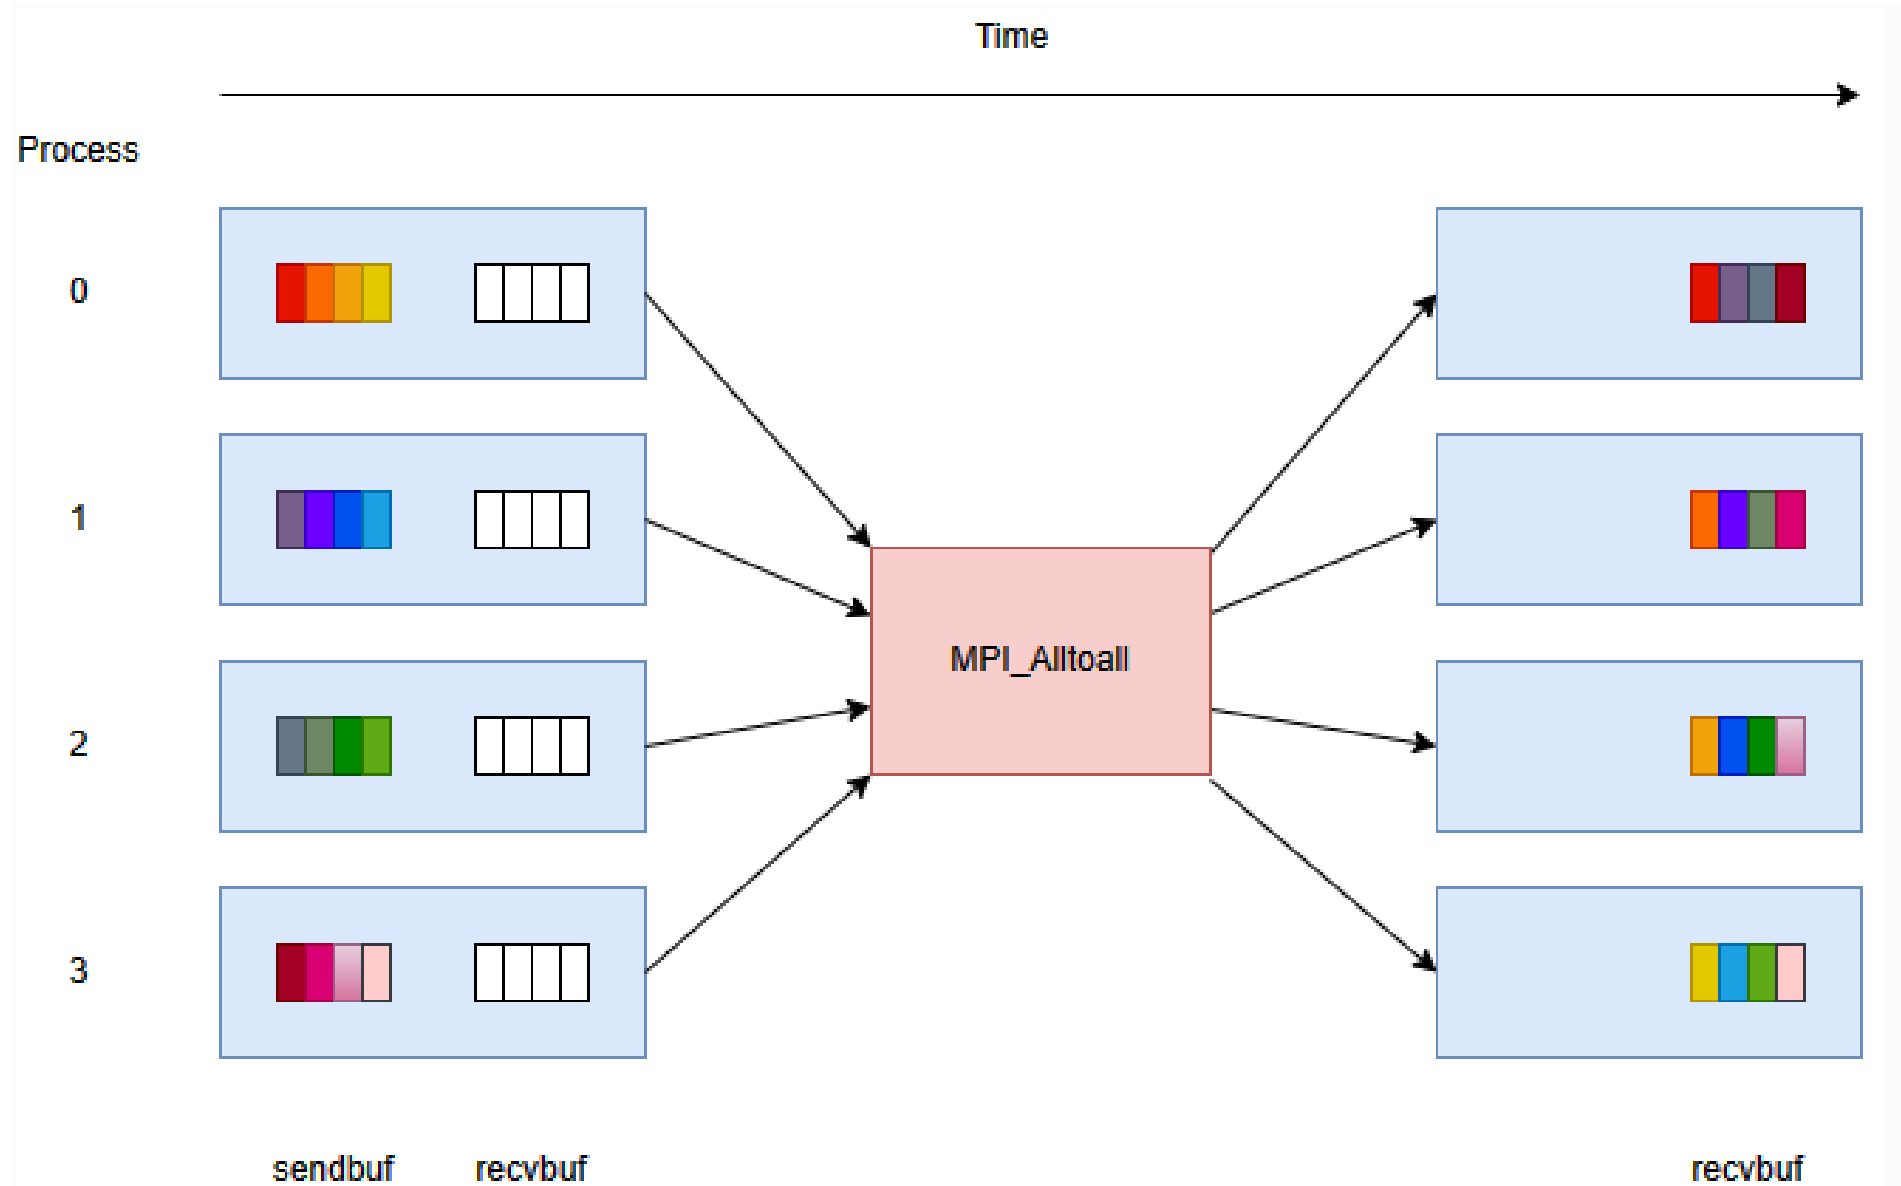 Time
Process
0
1
2
3
MPI_Alltoall
sendbuf
recvbuf
recvbuf